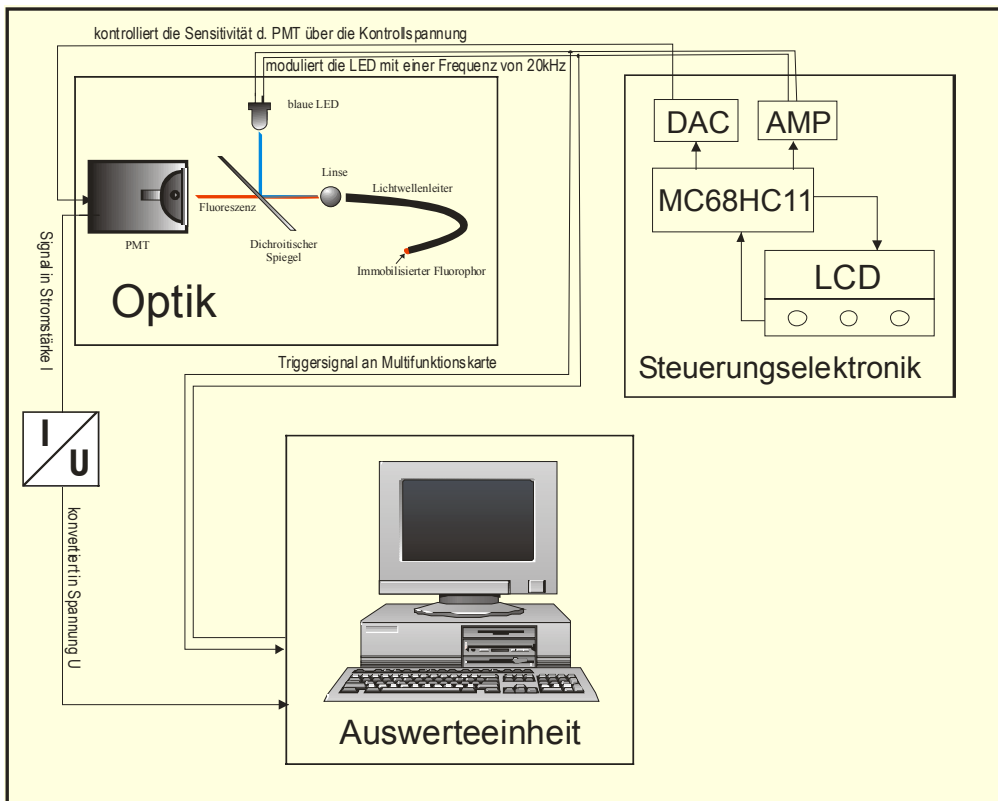 kontrolliert die Sensitivität d. PMT über die Kontrollspannung
moduliert die LED mit einer Frequenz von 20kHz
blaue LED
Linse
Lichtwellenleiter
Fluoreszenz
PMT
Dichroitischer
Spiegel
Immobilisierter Fluorophor
Optik
DAC
AMP
MC68HC11
LCD
Steuerungselektronik
Signal in Stromstärke I
Triggersignal an Multifunktionskarte
I
U
konvertiert in Spannung U
Auswerteeinheit